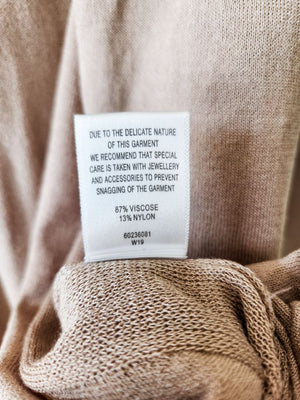 DUE TO THE DELICATE NATURE
OF THIS GARMENT
WE RECOMMEND THAT SPECIAL
CARE IS TAKEN WITH JEWELLERY
AND ACCESSORIES TO PREVENT
SNAGGING OF THE GARMENT
87% VISCOSE
13% NYLON
60236081
W19